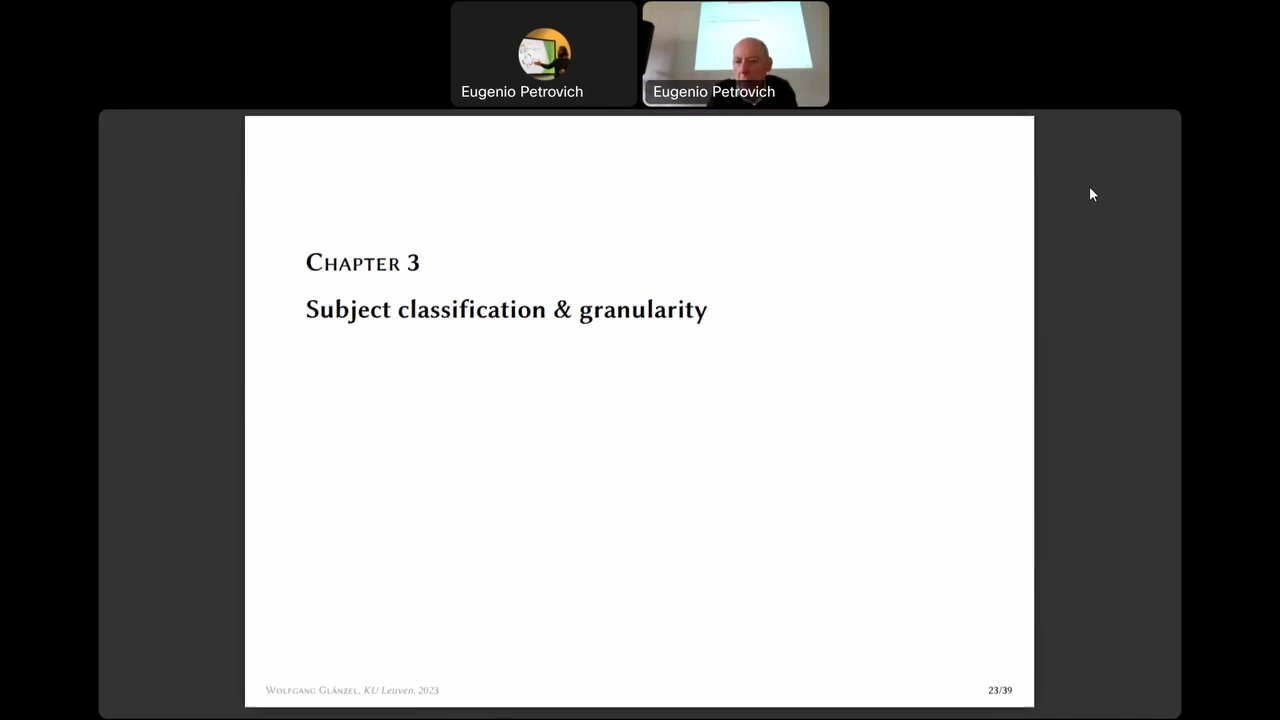 Eugenio Petrovich
Eugenio Petrovich
Chapter 3
Subject classification & granularity
Wolfgang Glänzel, KU Leuven, 2023
23/39